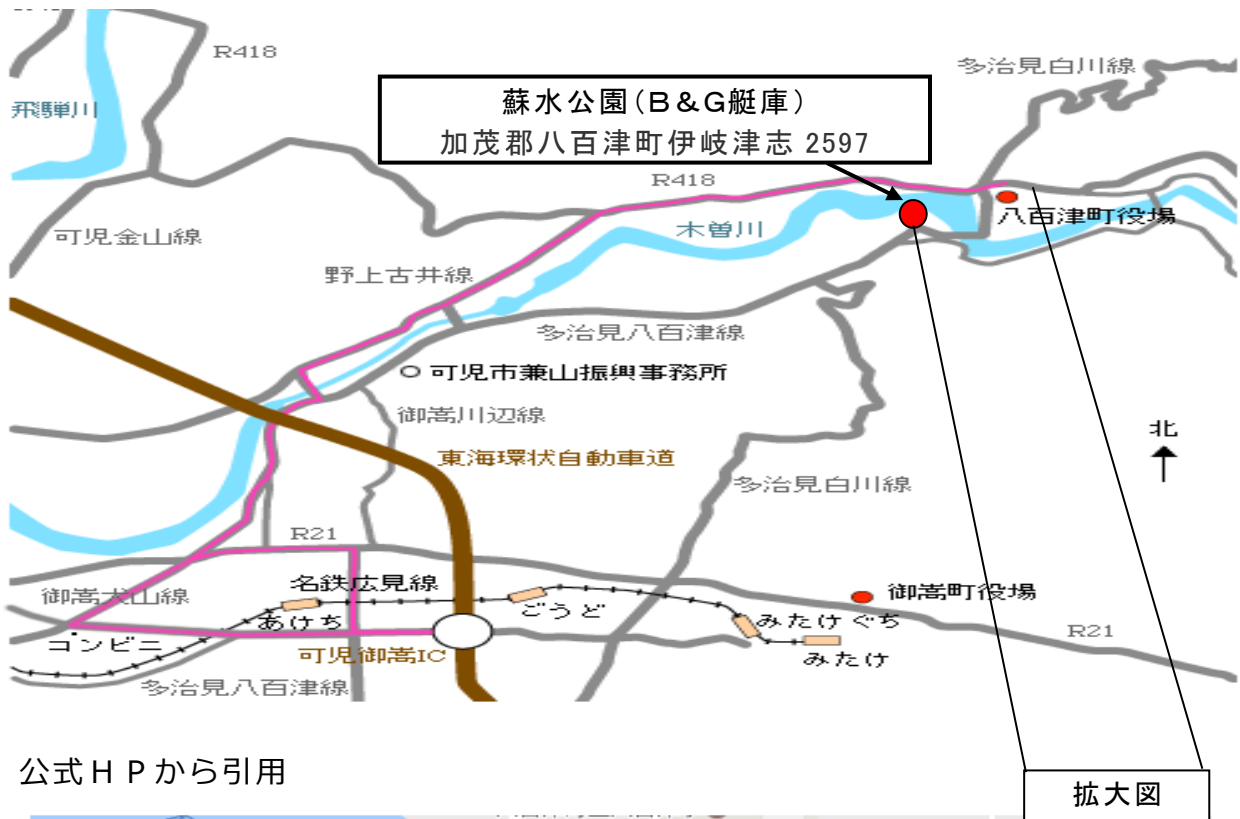 R418
多治見白川線
飛騨川
蘇水公園(B&G艇庫)
加茂郡八百津町伊岐津志 2597
R418
八百津町役場
木曽川
可児金山線
野上古井線
多治見八百津線
可児市兼山振興事務所
御嵩川辺線
北
東海環状自動車道
多治見白川線
R21
名鉄広見線
御嵩町役場
御嵩犬山線
あけち
ごうど
みたけぐち
R21
コンビニ
可児御嵩IC
みたけ
多治見八百津線
公式HPから引用
拡大図